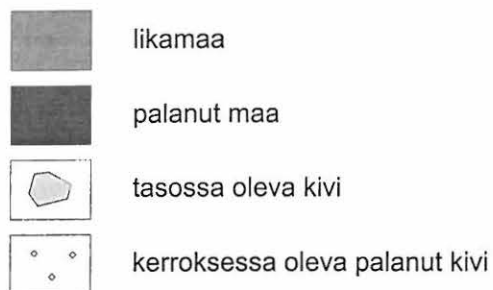 likamaa
palanut maa
tasossa oleva kivi
kerroksessa oleva palanut kivi